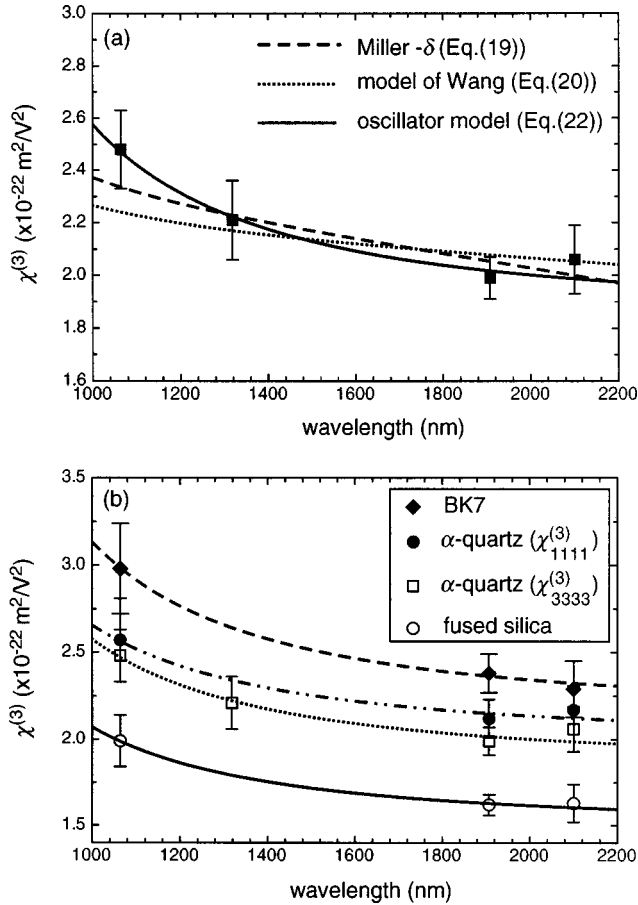 (a)
3.0
2.8
2.6
2.4
2.2
2.0
1.8
1.6
χ(3) (x10-22 m2/V2)
Miller -δ (Eq.(19))
model of Wang (Eq.(20))
oscillator model (Eq.(22))
1000 1200 1400 1600 1800 2000 2200
wavelength (nm)
(b)
3.5
3.0
2.5
2.0
1.5
χ(3) (x10-22 m2/V2)
BK7
α-quartz (χ(3)1111)
α-quartz (χ(3)3333)
fused silica
1000 1200 1400 1600 1800 2000 2200
wavelength (nm)